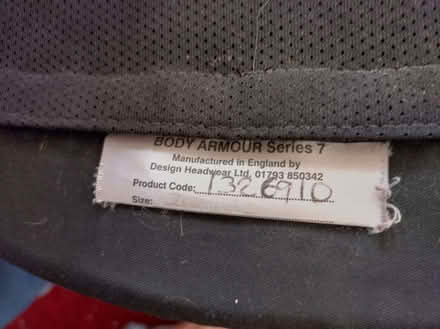 BODY ARMOUR Series 7
Manufactured in England by
Design Headwear Ltd, 01793 850342
Product Code: 1326910
Size: